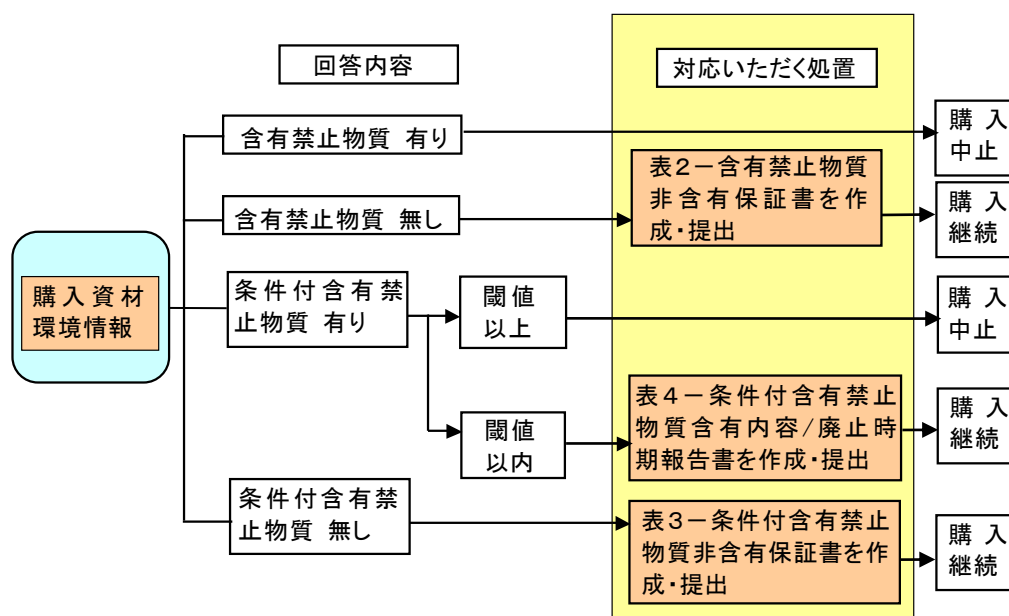 回答内容
対応いただく処置
含有禁止物質 有り
購入
中止
含有禁止物質 無し
表2－含有禁止物質
非含有保証書を作
成・提出
購入
継続
購入資材
環境情報
条件付含有禁
止物質 有り
閾値
以上
購入
中止
閾値
以内
表4－条件付含有禁止
物質含有内容/廃止時
期報告書を作成・提出
購入
継続
条件付含有禁
止物質 無し
表3－条件付含有禁止
物質非含有保証書を作
成・提出
購入
継続